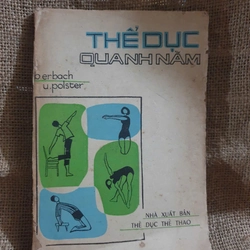 THỂ DỤC
QUANH NĂM
p erbach
u.polster
NHÀ XUẤT BẢN
THỂ DỤC THỂ THAO